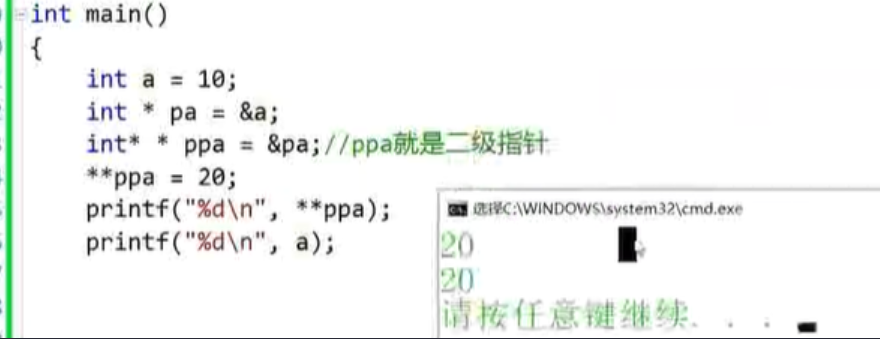 int main()
{
int a = 10;
int * pa = &a;
int* * ppa = &pa;//ppa就是二级指针
**ppa = 20;
printf("%d\n", **ppa);
printf("%d\n", a);
选择C:\WINDOWS\system32\cmd.exe
20
20
请按任意键继续. . .